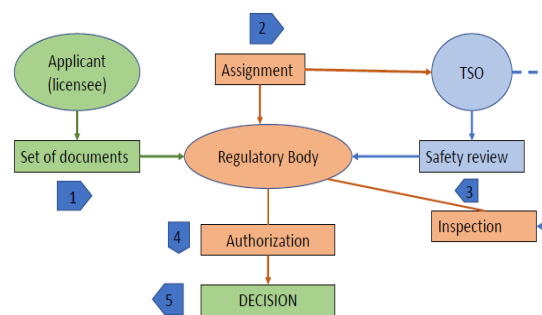 2
Applicant
(licensee)
Assignment
TSO
Set of documents
Regulatory Body
Safety review
1
3
Inspection
4
Authorization
5
DECISION